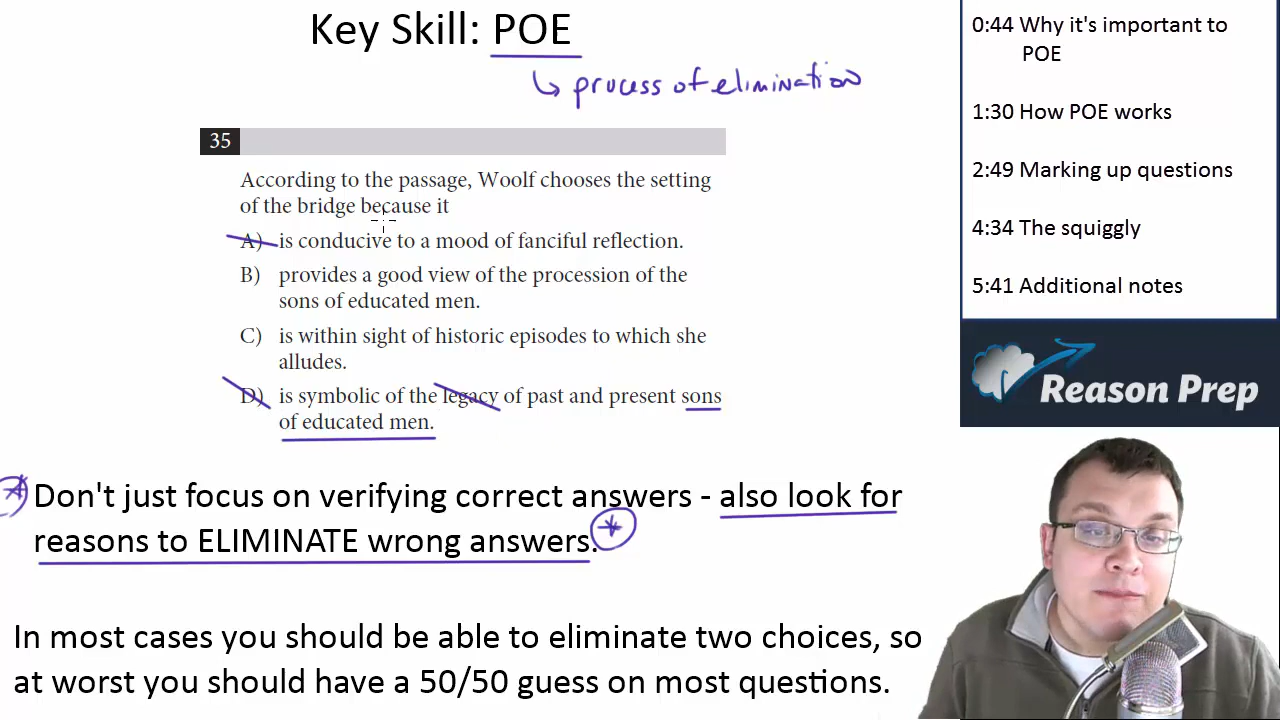 Key Skill: POE
↳ process of elimination
35
According to the passage, Woolf chooses the setting
of the bridge because it
A) is conducive to a mood of fanciful reflection.
B) provides a good view of the procession of the
sons of educated men.
C) is within sight of historic episodes to which she
alludes.
D) is symbolic of the legacy of past and present sons
of educated men.
* Don't just focus on verifying correct answers - also look for
reasons to ELIMINATE wrong answers. *
In most cases you should be able to eliminate two choices, so
at worst you should have a 50/50 guess on most questions.
0:44 Why it's important to
POE
1:30 How POE works
2:49 Marking up questions
4:34 The squiggly
5:41 Additional notes
Reason Prep